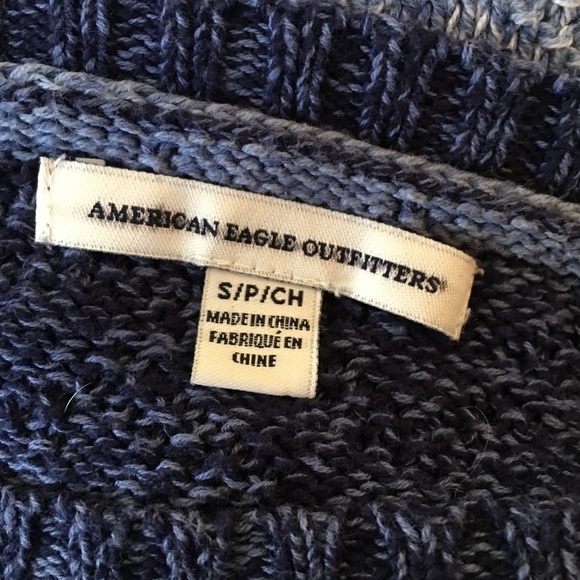 AMERICAN EAGLE OUTFITTERS®
S/P/CH
MADE IN CHINA
FABRIQUÉ EN
CHINE